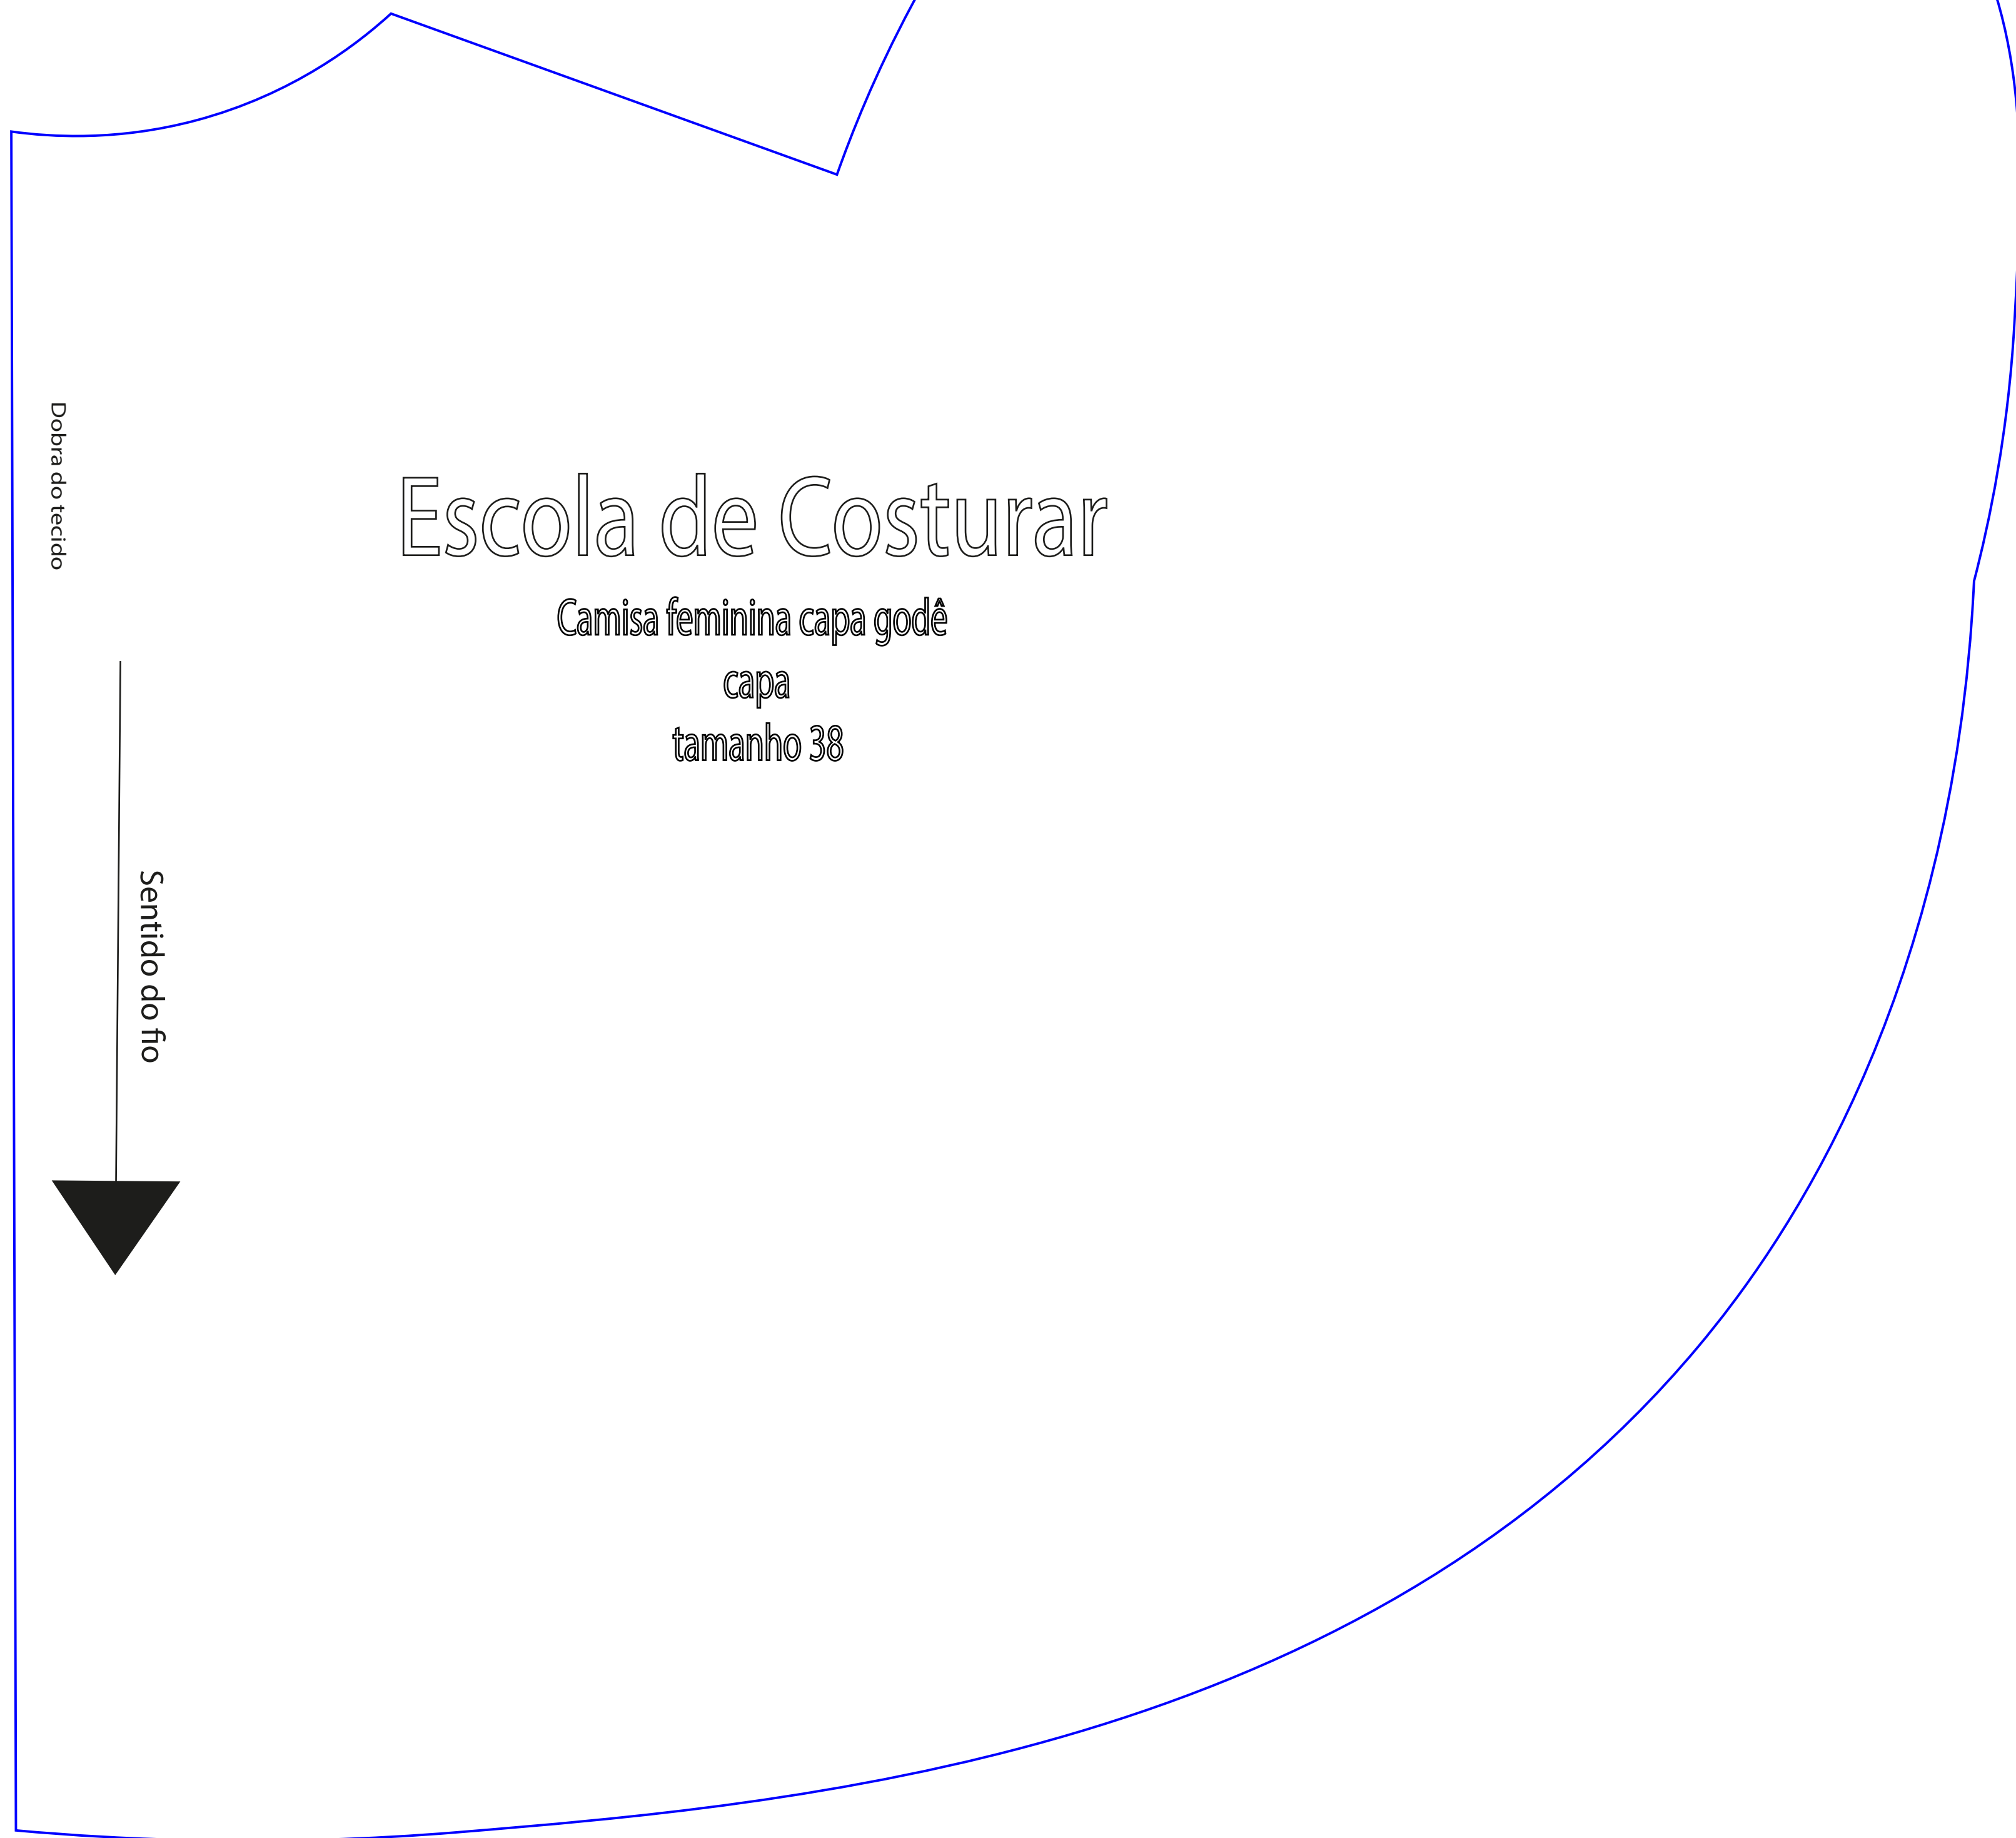 Dobra do tecido
Escola de Costurar
Camisa feminina capa godê
capa
tamanho 38
Sentido do fio